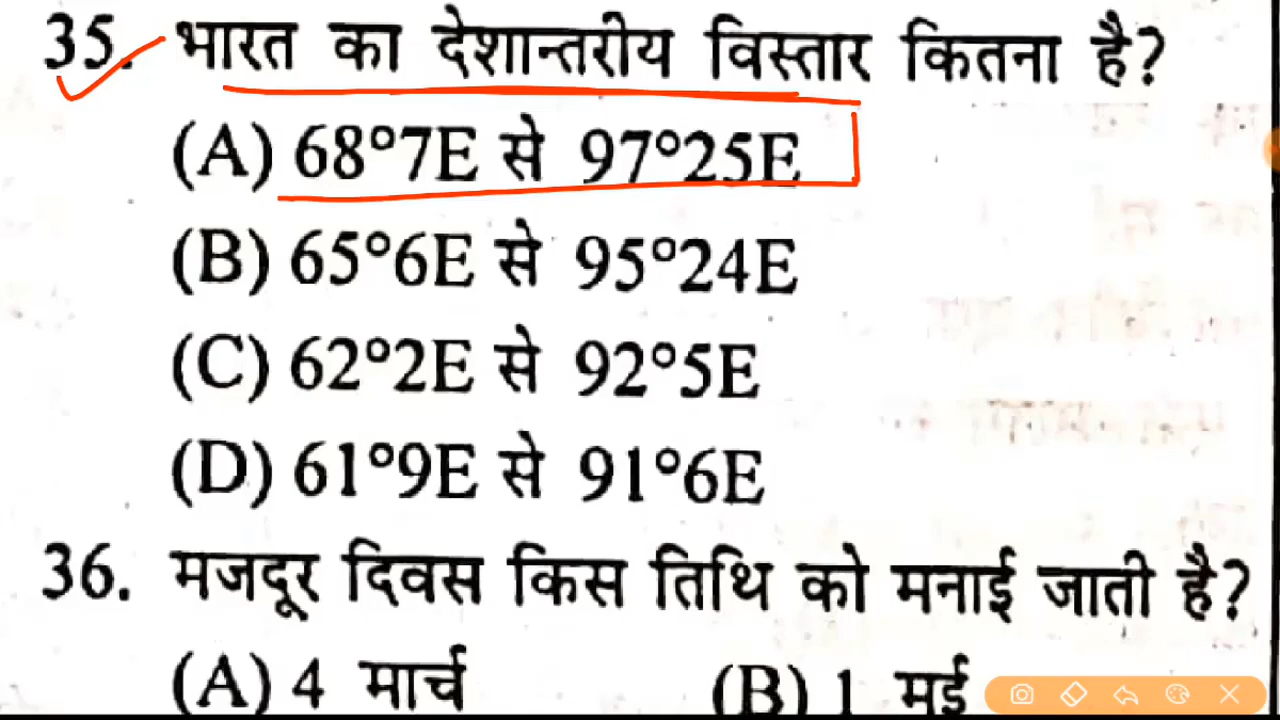 35. भारत का देशान्तरीय विस्तार कितना है?
(A) 68°7E से 97°25E
(B) 65°6E से 95°24E
(C) 62°2E से 92°5E
(D) 61°9E से 91°6E
36. मजदूर दिवस किस तिथि को मनाई जाती है?
(A) 4 मार्च (B) 1 मई